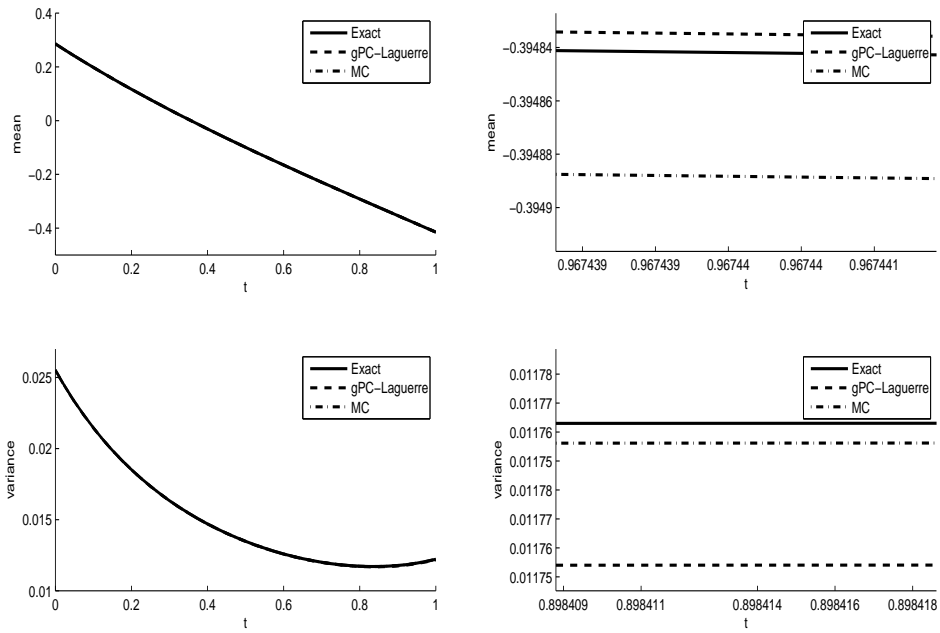 0.4
0.2
0
−0.2
−0.4
mean
0
0.2
0.4
0.6
0.8
1
t
Exact
gPC−Laguerre
MC
−0.39484
−0.39486
−0.39488
−0.3949
mean
0.967439
0.967439
0.96744
0.96744
0.967441
t
Exact
gPC−Laguerre
MC
0.025
0.02
0.015
0.01
variance
0
0.2
0.4
0.6
0.8
1
t
Exact
gPC−Laguerre
MC
0.01178
0.01177
0.01176
0.01175
0.01178
0.01177
0.01176
0.01175
variance
0.898409
0.898411
0.898414
0.898416
0.898418
t
Exact
gPC−Laguerre
MC